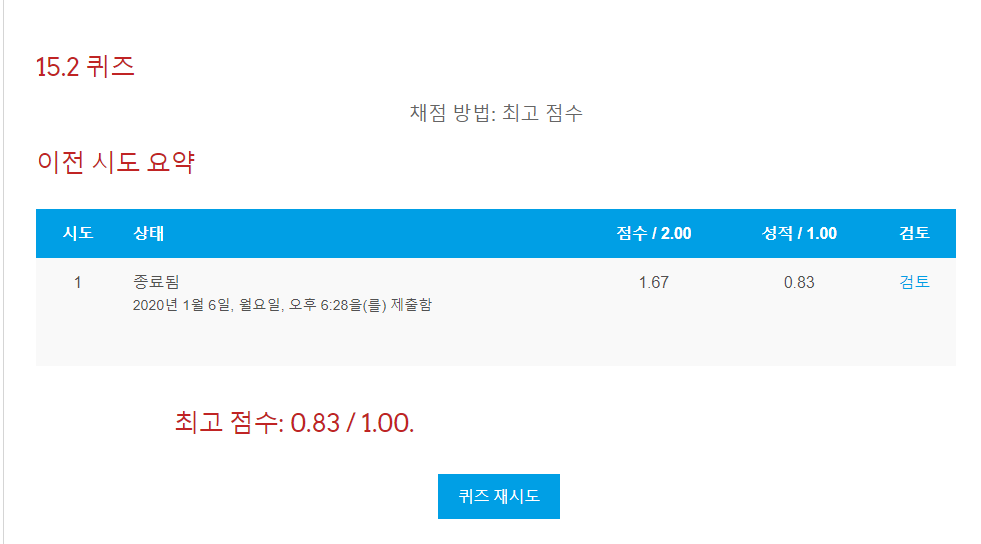 15.2 퀴즈
채점 방법: 최고 점수
이전 시도 요약
시도 상태 점수 / 2.00 성적 / 1.00 검토
1 종료됨 1.67 0.83 검토
2020년 1월 6일, 월요일, 오후 6:28을(를) 제출함
최고 점수: 0.83 / 1.00.
퀴즈 재시도